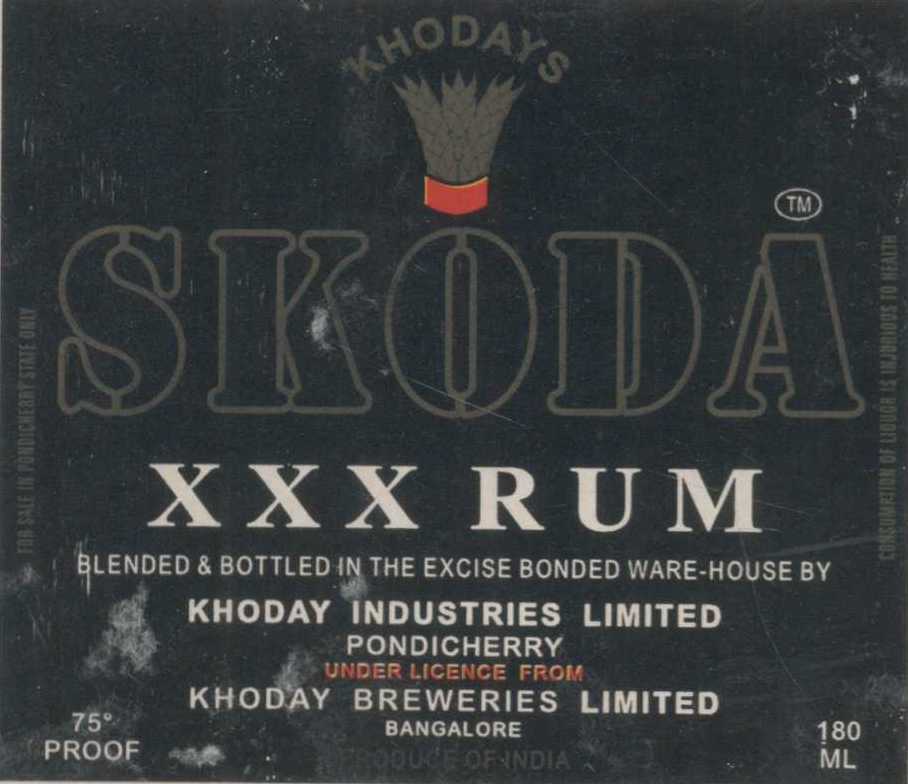 KHODAYS
TM
SKODA
XXX RUM
BLENDED & BOTTLED IN THE EXCISE BONDED WARE-HOUSE BY
KHODAY INDUSTRIES LIMITED
PONDICHERRY
UNDER LICENCE FROM
KHODAY BREWERIES LIMITED
BANGALORE
PRODUCE OF INDIA
75°
PROOF
180
ML
FOR SALE IN PONDICHERRY STATE ONLY
CONSUMPTION OF LIQUOR IS INJURIOUS TO HEALTH